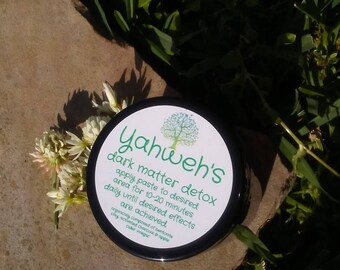 yahweh's
dark matter detox
apply paste to desired
area for 10-20 minutes
daily until desired effects
are achieved.